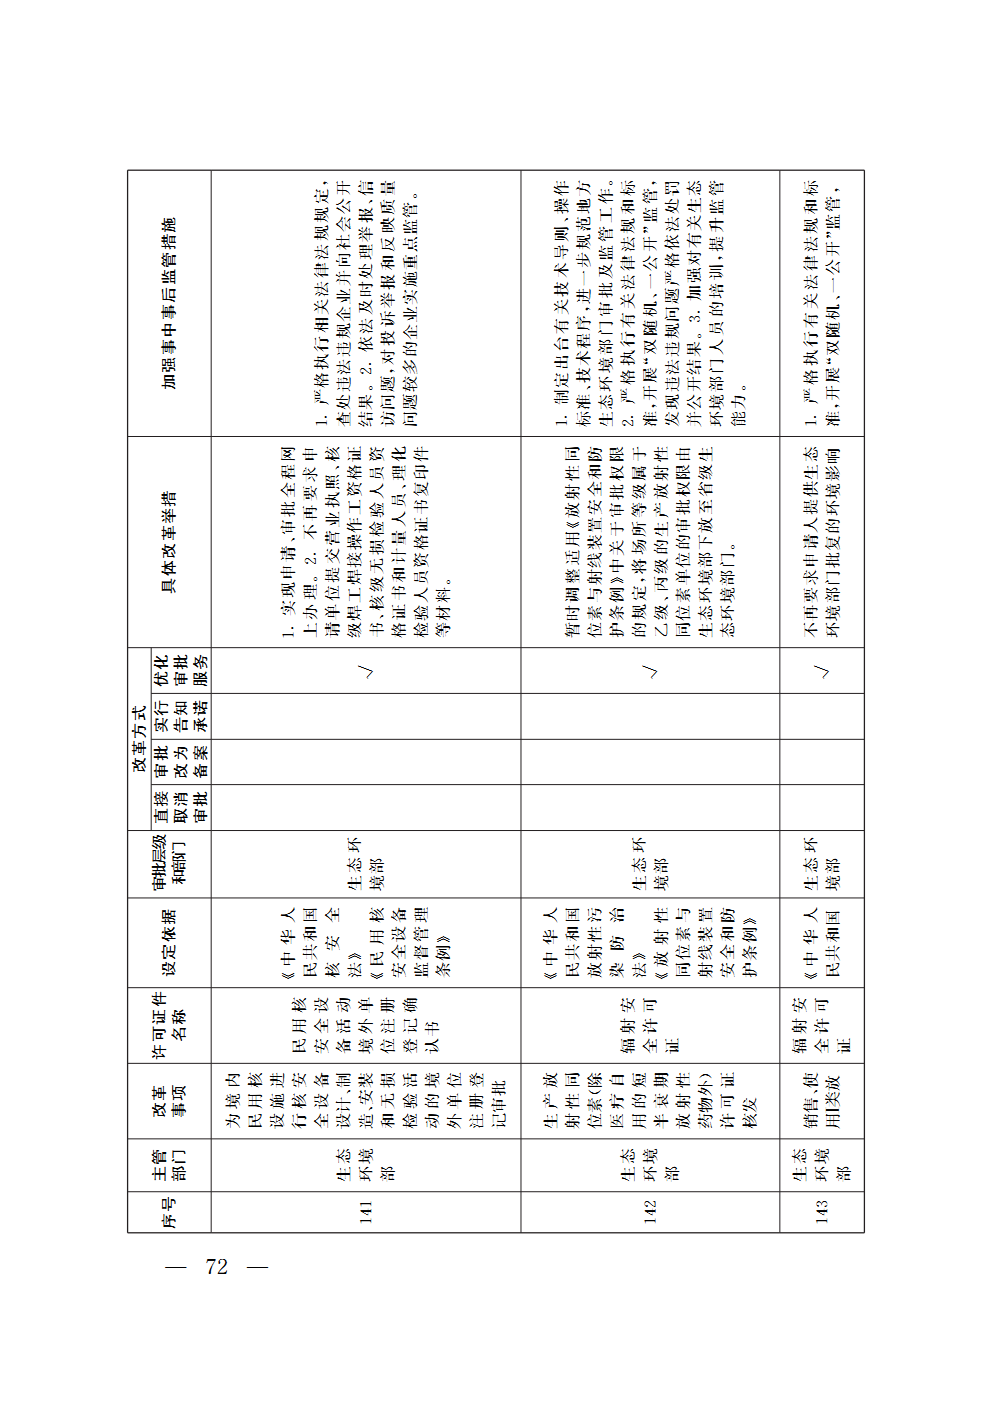 序号
主管
部门
改革
事项
许可证件
名称
设定依据
审批层级
和部门
改革方式
直接
取消
审批
审批
改为
备案
实行
告知
承诺
优化
审批
服务
具体改革举措
加强事中事后监管措施
141
生态
环境
部
为境内
民用核
设施进
行核安
全设备
设计、制
造、安装
和无损
检验活
动的境
外单位
注册登
记审批
民用核
安全设
备活动
境外单
位注册
登记确
认书
《中华人
民共和国
核安全
法》
《民用核
安全设备
监督管理
条例》
生态环
境部
√
1. 实现申请、审批全程网
上办理。2. 不再要求申
请单位提交营业执照、核
级焊工焊接操作工资格证
书、核级无损检验人员资
格证书和计量人员、理化
检验人员资格证书复印件
等材料。
1. 严格执行相关法律法规规定，
查处违法违规企业并向社会公开
结果。2. 依法及时处理举报、信
访问题，对投诉举报和反映质量
问题较多的企业实施重点监管。
142
生态
环境
部
生产放
射性同
位素(除
医疗自
用的短
半衰期
放射性
药物外)
许可证
核发
辐射安
全许可
证
《中华人
民共和国
放射性污
染防治
法》
《放射性
同位素与
射线装置
安全和防
护条例》
生态环
境部
√
暂时调整适用《放射性同
位素与射线装置安全和防
护条例》中关于审批权限
的规定，将场所等级属于
乙级、丙级的生产放射性
同位素单位的审批权限由
生态环境部下放至省级生
态环境部门。
1. 制定出台有关技术导则、操作
标准、技术程序，进一步规范地方
生态环境部门审批及监管工作。
2. 严格执行有关法律法规和标
准，开展“双随机、一公开”监管，
发现违法违规问题严格依法处罚
并公开结果。3. 加强对有关生态
环境部门人员的培训，提升监管
能力。
143
生态
环境
部
销售、使
用Ⅰ类放
辐射安
全许可
证
《中华人
民共和国
生态环
境部
√
不再要求申请人提供生态
环境部门批复的环境影响
1. 严格执行有关法律法规和标
准，开展“双随机、一公开”监管，
— 72 —